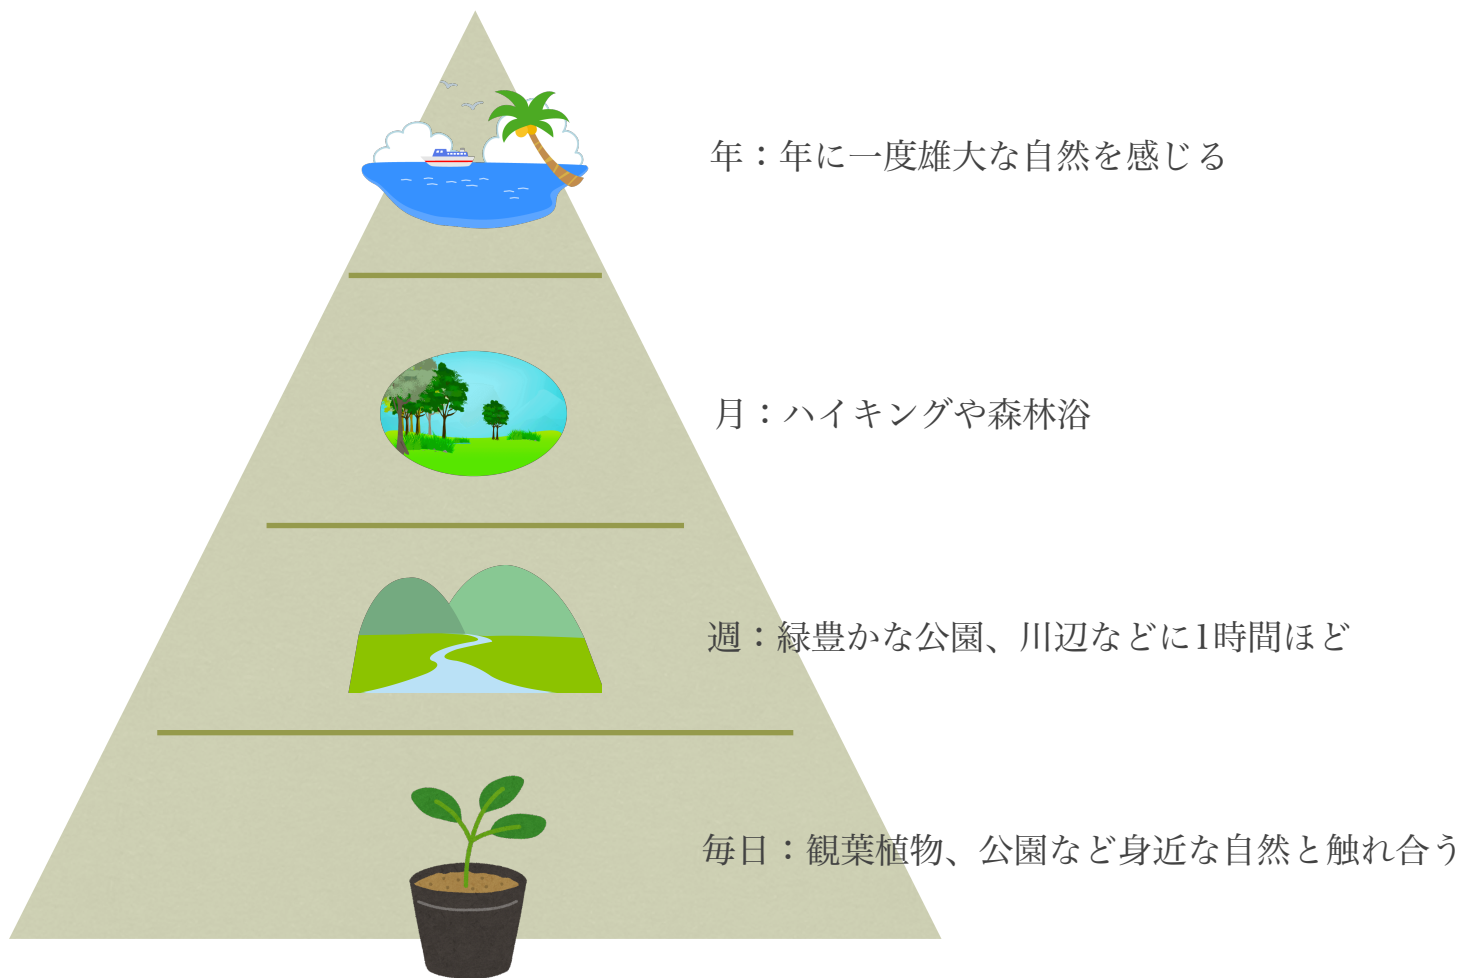 年：年に一度雄大な自然を感じる
月：ハイキングや森林浴
週：緑豊かな公園、川辺などに1時間ほど
毎日：観葉植物、公園など身近な自然と触れ合う